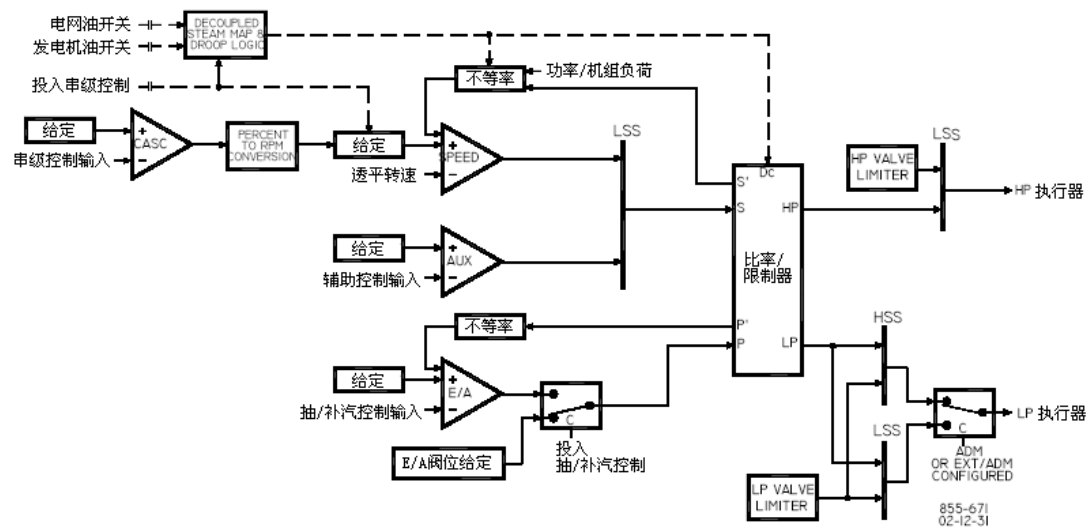 电网油开关
发电机油开关
DECOUPLED
STEAM MAP &
DROOP LOGIC
投入串级控制
不等率
功率/机组负荷
给定
+
-
CASC
串级控制输入
PERCENT
TO RPM
CONVERSION
给定
+
+
-
SPEED
透平转速
LSS
给定
+
-
AUX
辅助控制输入
Dc
S'
S
HP
比率/
限制器
P'
P
LP
HP VALVE
LIMITER
LSS
HP 执行器
不等率
给定
+
+
-
E/A
抽/补汽控制输入
E/A阀位给定
C
投入
抽/补汽控制
HSS
LSS
LP VALVE
LIMITER
C
LP 执行器
ADM
OR EXT/ADM
CONFIGURED
855-671
02-12-31